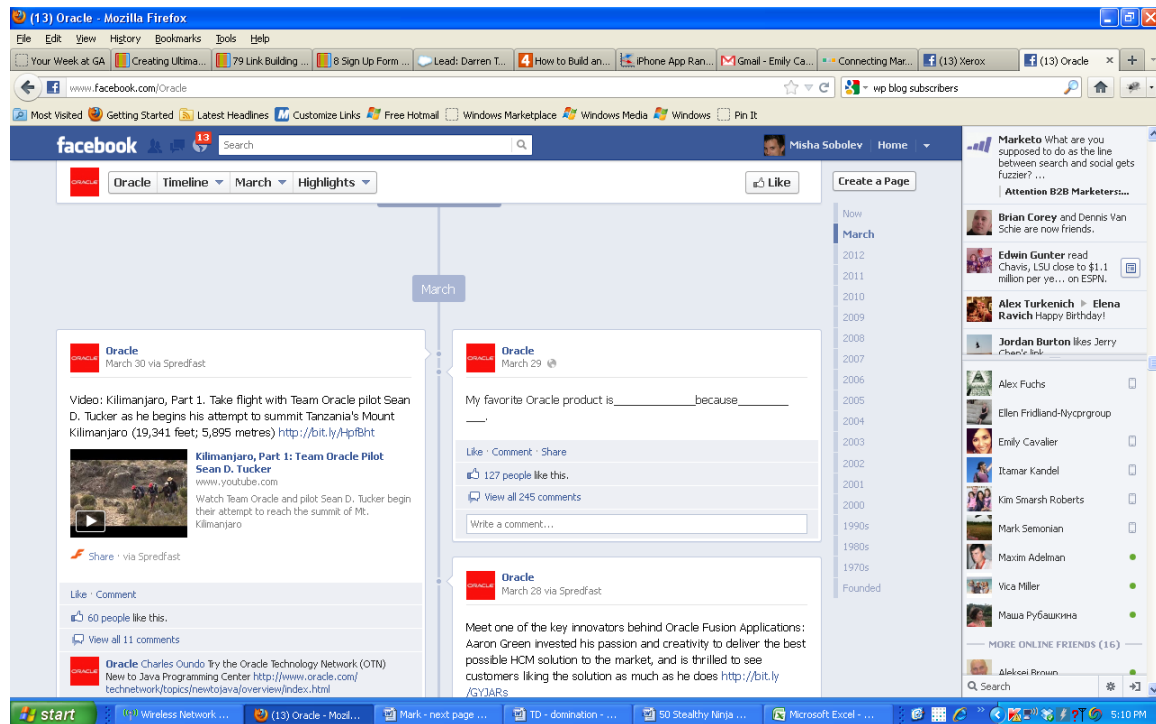 (13) Oracle - Mozilla Firefox
File Edit View History Bookmarks Tools Help
Your Week at GA Creating Ultima... 79 Link Building ... 8 Sign Up Form ... Lead: Darren T... How to Build an... iPhone App Ran... Gmail - Emily Ca... Connecting Mar... (13) Xerox (13) Oracle
www.facebook.com/Oracle wp blog subscribers
Most Visited Getting Started Latest Headlines Customize Links Free Hotmail Windows Marketplace Windows Media Windows Pin It
facebook 13 Search Misha Sobolev Home
ORACLE Oracle Timeline March Highlights Like Create a Page
Now
March
2012
2011
2010
2009
2008
2007
2006
2005
2004
2003
2002
2001
2000
1990s
1980s
1970s
Founded
March
ORACLE
Oracle
March 30 via Spredfast
Video: Kilimanjaro, Part 1. Take flight with Team Oracle pilot Sean
D. Tucker as he begins his attempt to summit Tanzania's Mount
Kilimanjaro (19,341 feet; 5,895 metres) http://bit.ly/HpfBht
Kilimanjaro, Part 1: Team Oracle Pilot
Sean D. Tucker
www.youtube.com
Watch Team Oracle and pilot Sean D. Tucker begin
their attempt to reach the summit of Mt.
Kilimanjaro
Share · via Spredfast
Like · Comment
60 people like this.
View all 11 comments
ORACLE
Oracle Charles Oundo Try the Oracle Technology Network (OTN)
New to Java Programming Center http://www.oracle.com/
technetwork/topics/newtojava/overview/index.html
ORACLE
Oracle
March 29
My favorite Oracle product is______________because_________
___.
Like · Comment · Share
127 people like this.
View all 245 comments
Write a comment...
ORACLE
Oracle
March 28 via Spredfast
Meet one of the key innovators behind Oracle Fusion Applications:
Aaron Green invested his passion and creativity to deliver the best
possible HCM solution to the market, and is thrilled to see
customers liking the solution as much as he does http://bit.ly
/GYJARs
Marketo What are you
supposed to do as the line
between search and social gets
fuzzier? ...
Attention B2B Marketers:...
Brian Corey and Dennis Van
Schie are now friends.
Edwin Gunter read
Chavis, LSU close to $1.1
million per ye... on ESPN.
Alex Turkenich Elena
Ravich Happy Birthday!
Jordan Burton likes Jerry
Chen's link.
Alex Fuchs
Ellen Fridland-Nycprgroup
Emily Cavalier
Itamar Kandel
Kim Smarsh Roberts
Mark Semonian
Maxim Adelman
Vica Miller
Маша Рубашкина
MORE ONLINE FRIENDS (16)
Aleksei Brown
Search
start Wireless Network ... (13) Oracle - Mozil... Mark - next page ... TD - domination - ... 50 Stealthy Ninja ... Microsoft Excel - ... 5:10 PM